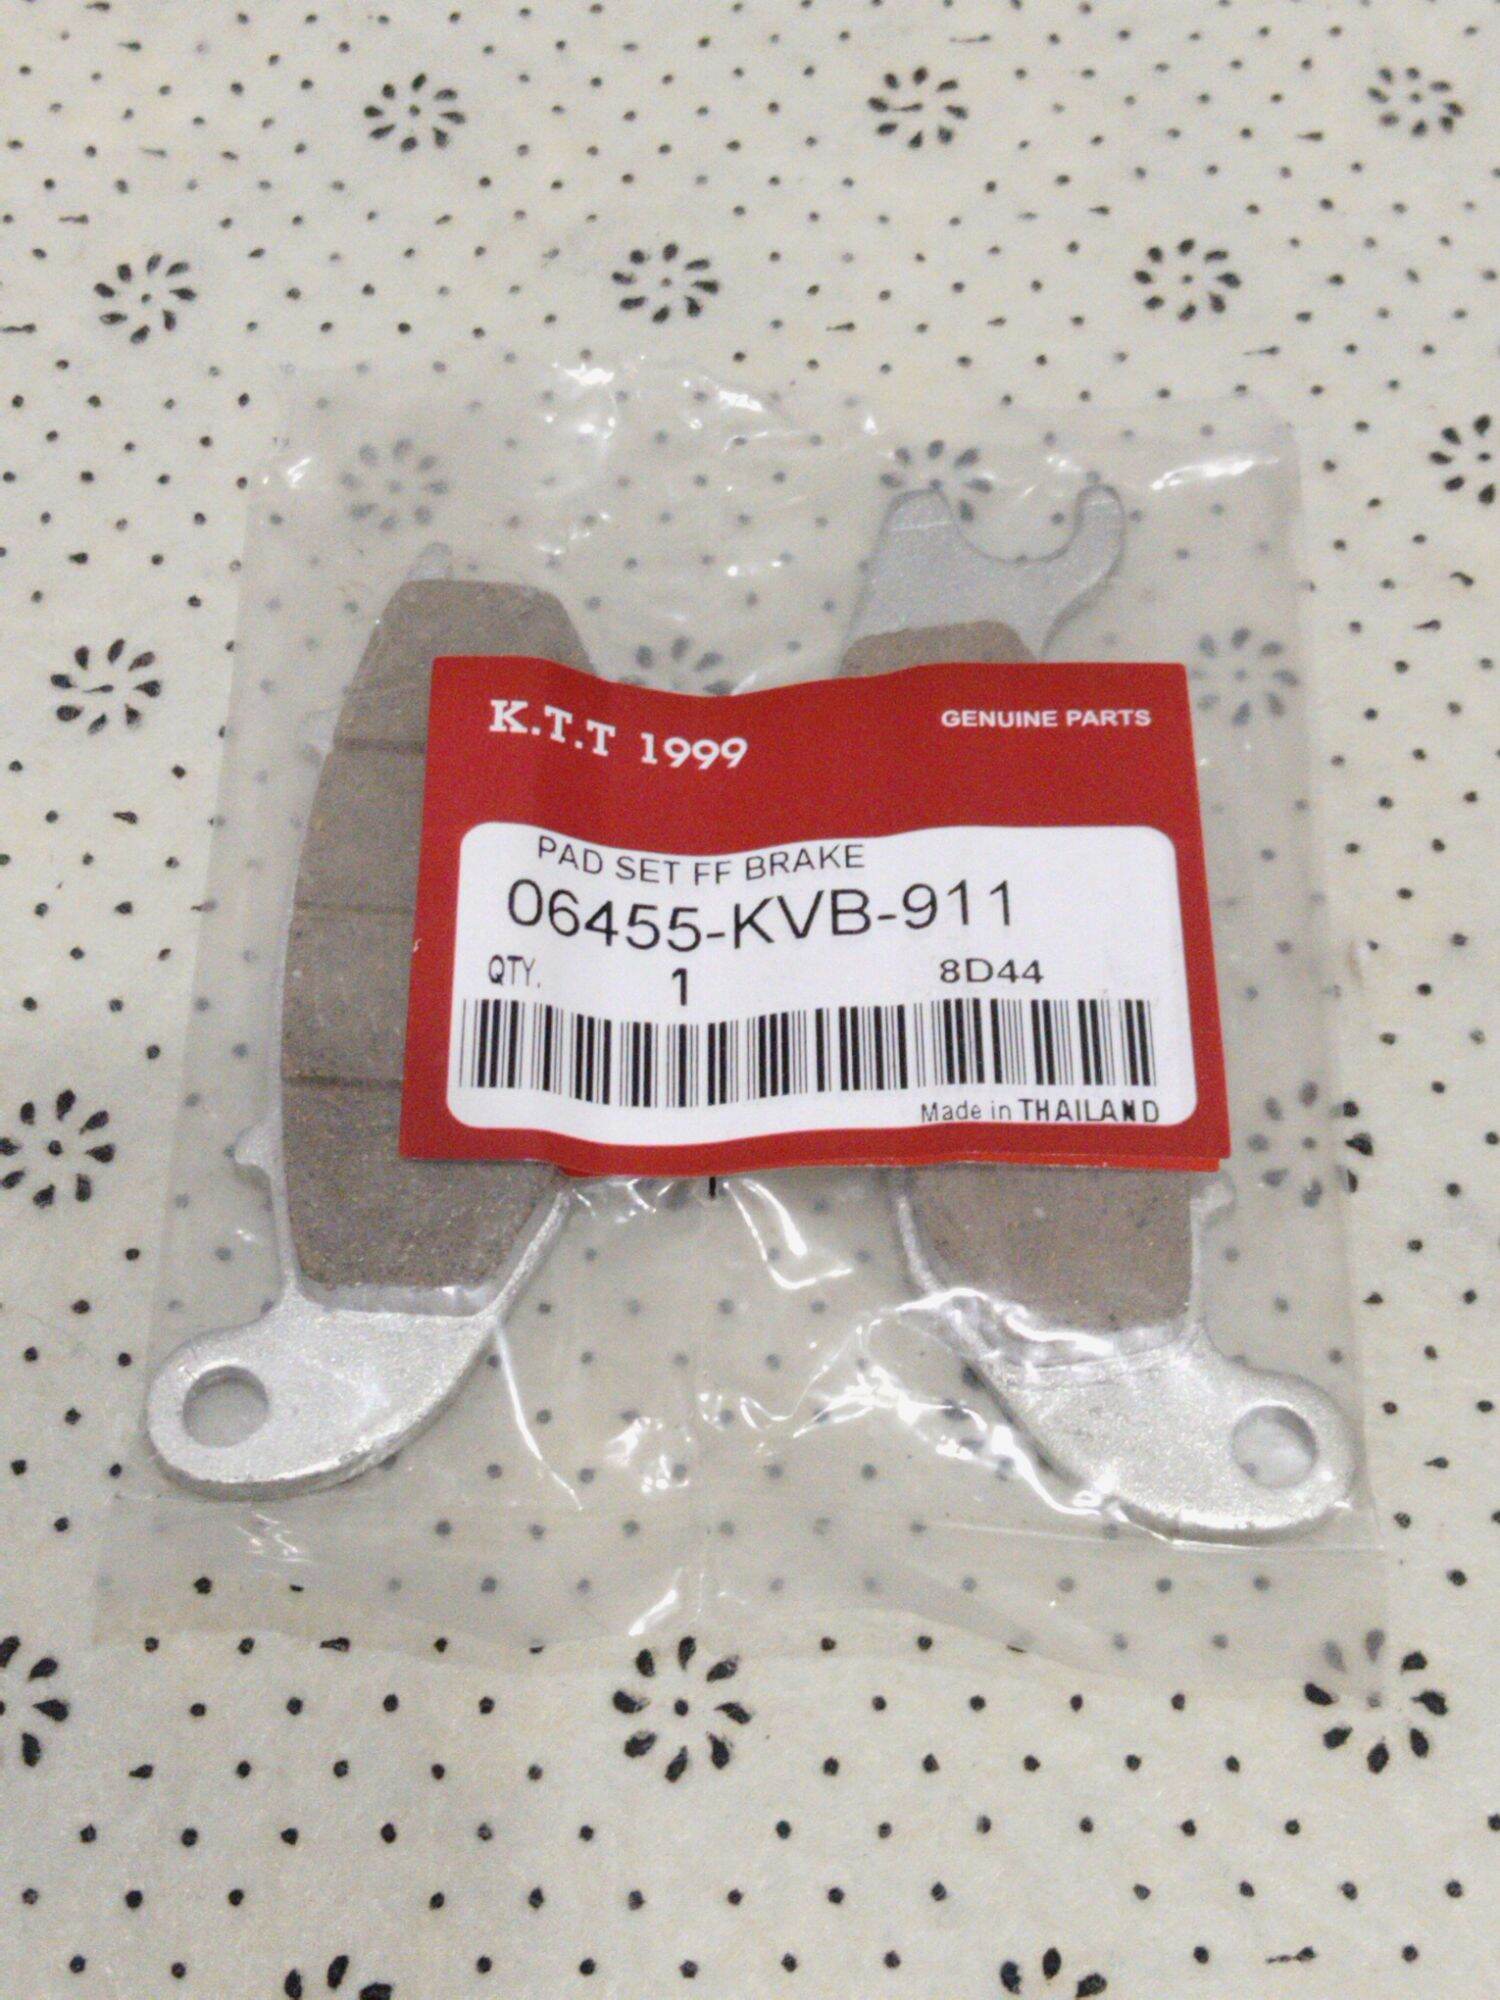 K.T.T 1999
GENUINE PARTS
PAD SET FF BRAKE
06455-KVB-911
QTY. 1 8D44
Made in THAILAND